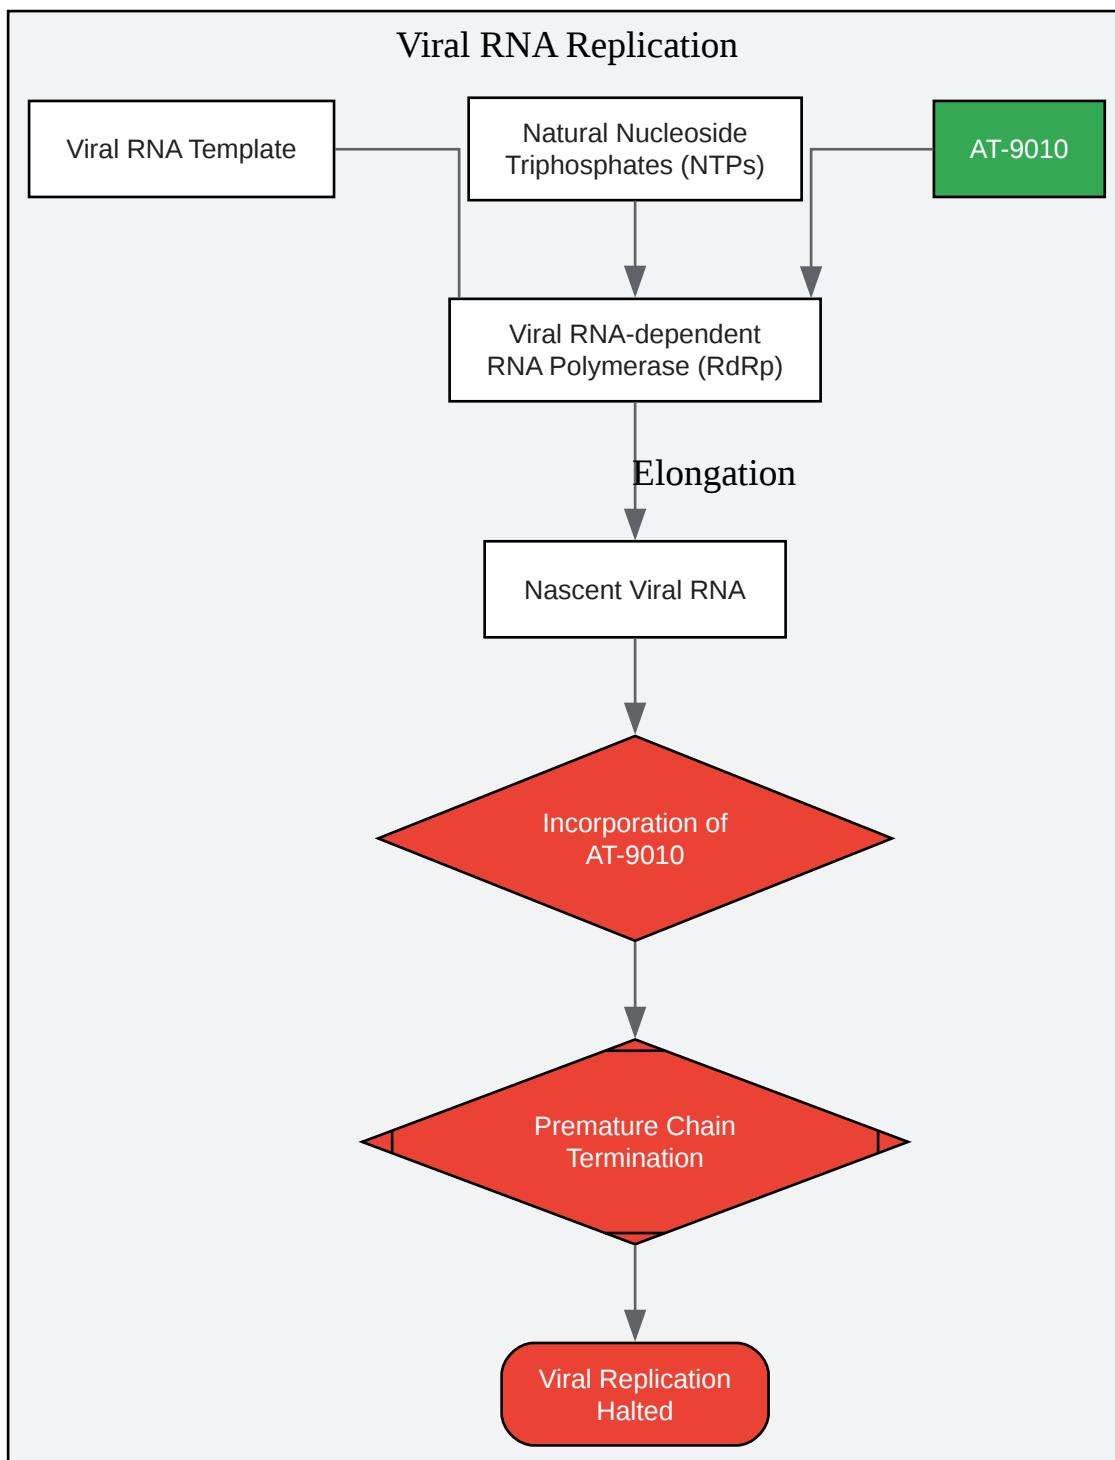 Viral RNA Replication
Viral RNA Template
Natural Nucleoside
Triphosphates (NTPs)
AT-9010
Viral RNA-dependent
RNA Polymerase (RdRp)
Elongation
Nascent Viral RNA
Incorporation of
AT-9010
Premature Chain
Termination
Viral Replication
Halted